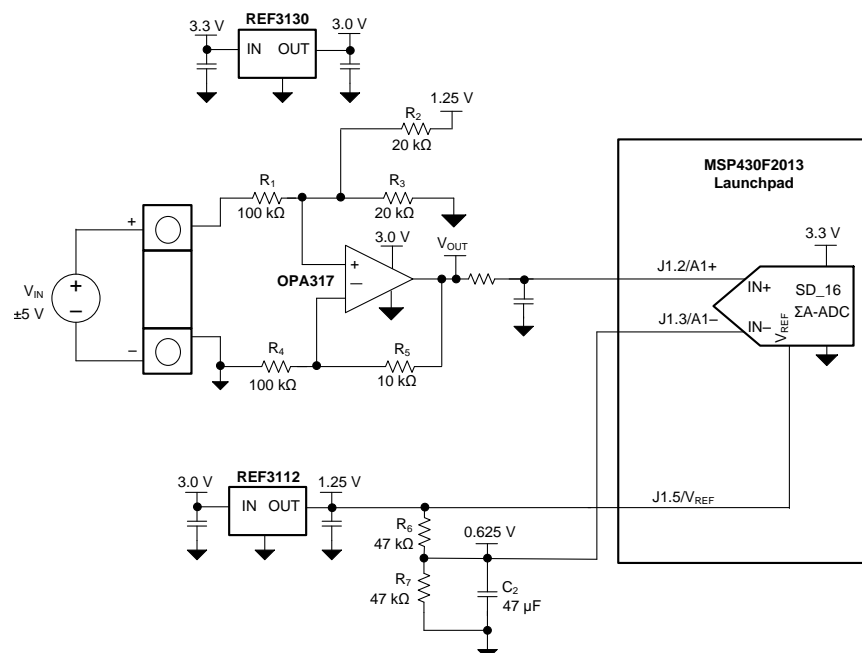 REF3130
3.3 V
3.0 V
IN OUT
1.25 V
R2
20 kΩ
R1
100 kΩ
R3
20 kΩ
MSP430F2013
Launchpad
+
3.0 V
VOUT
3.3 V
+
OPA317
–
J1.2/A1+
IN+
SD_16
ΣA-ADC
VIN
±5 V
+
–
J1.3/A1–
IN–
VREF
–
R4
100 kΩ
R5
10 kΩ
REF3112
3.0 V
1.25 V
IN OUT
J1.5/VREF
R6
47 kΩ
0.625 V
R7
47 kΩ
C2
47 µF